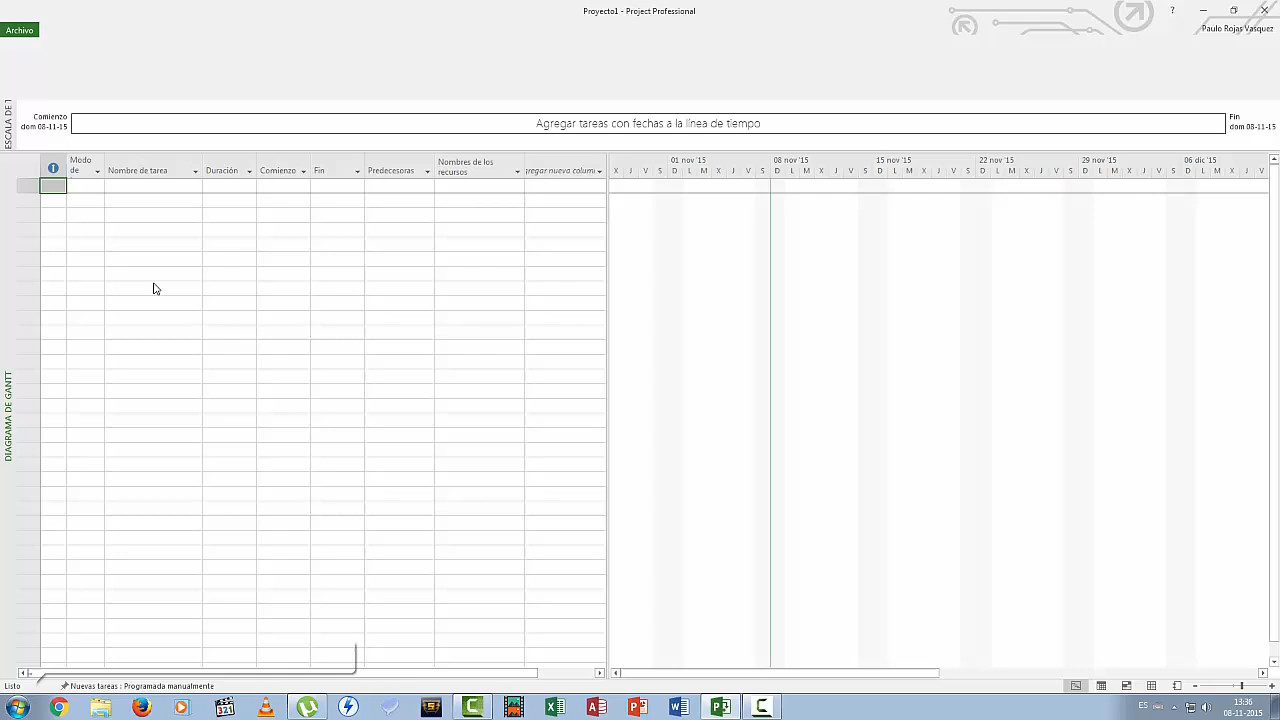 Proyecto1 - Project Professional
?
Archivo
Paulo Rojas Vasquez
ESCALA DE T
Comienzo
dom 08-11-15
Agregar tareas con fechas a la línea de tiempo
Fin
dom 08-11-15
Modo
de
Nombre de tarea
Duración
Comienzo
Fin
Predecesoras
Nombres de los
recursos
regar nueva colum
01 nov '15
08 nov '15
15 nov '15
22 nov '15
29 nov '15
06 dic '15
X J V S D L M X J V S D L M X J V S D L M X J V S D L M X J V S D L M X J V S D L M X J V
DIAGRAMA DE GANTT
Listo
Nuevas tareas : Programada manualmente
321
ES
13:36
08-11-2015